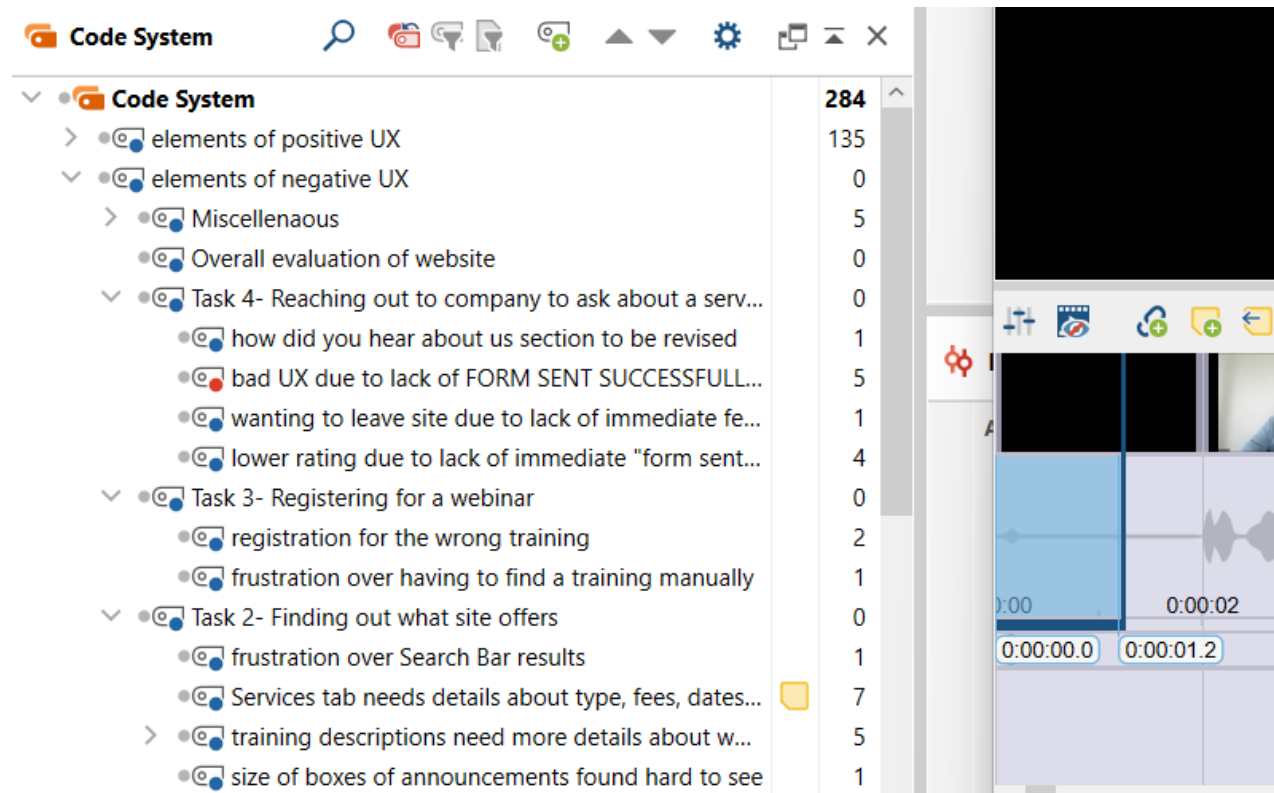 Code System
Code System 284
elements of positive UX 135
elements of negative UX 0
Miscellenaous 5
Overall evaluation of website 0
Task 4- Reaching out to company to ask about a serv... 0
how did you hear about us section to be revised 1
bad UX due to lack of FORM SENT SUCCESSFULL... 5
wanting to leave site due to lack of immediate fe... 1
lower rating due to lack of immediate "form sent... 4
Task 3- Registering for a webinar 0
registration for the wrong training 2
frustration over having to find a training manually 1
Task 2- Finding out what site offers 0
frustration over Search Bar results 1
Services tab needs details about type, fees, dates... 7
training descriptions need more details about w... 5
size of boxes of announcements found hard to see 1
0:00:02
0:00:00.0 0:00:01.2